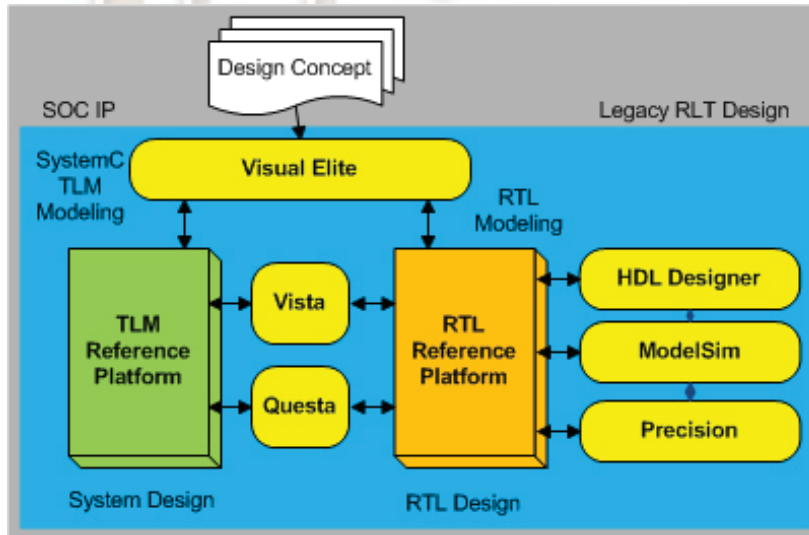 Design Concept
SOC IP
Legacy RLT Design
SystemC
TLM
Modeling
Visual Elite
RTL
Modeling
TLM
Reference
Platform
Vista
Questa
RTL
Reference
Platform
HDL Designer
ModelSim
Precision
System Design
RTL Design